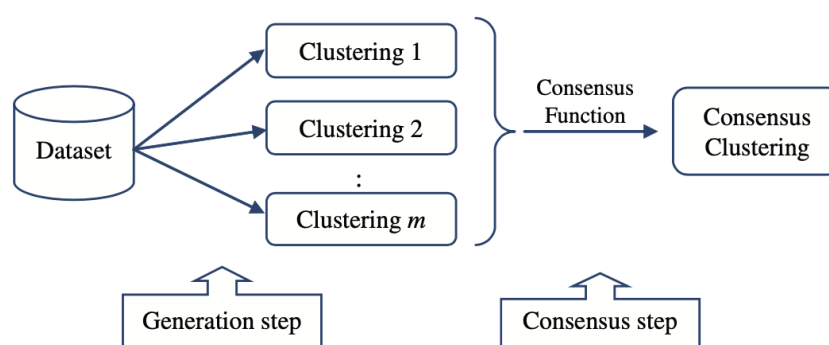 Clustering 1
Clustering 2
:
Clustering m
Dataset
Consensus
Function
Consensus
Clustering
Generation step
Consensus step